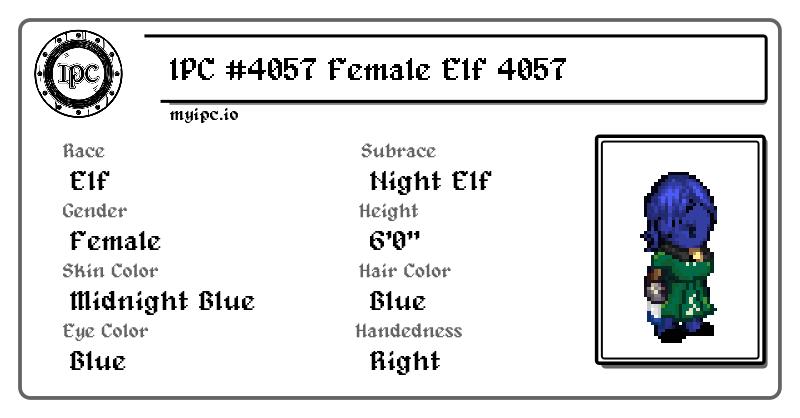 IPC
IPC #4057 Female Elf 4057
myipc.io
Race
Elf
Subrace
Night Elf
Gender
Female
Height
6'0"
Skin Color
Midnight Blue
Hair Color
Blue
Eye Color
Blue
Handedness
Right